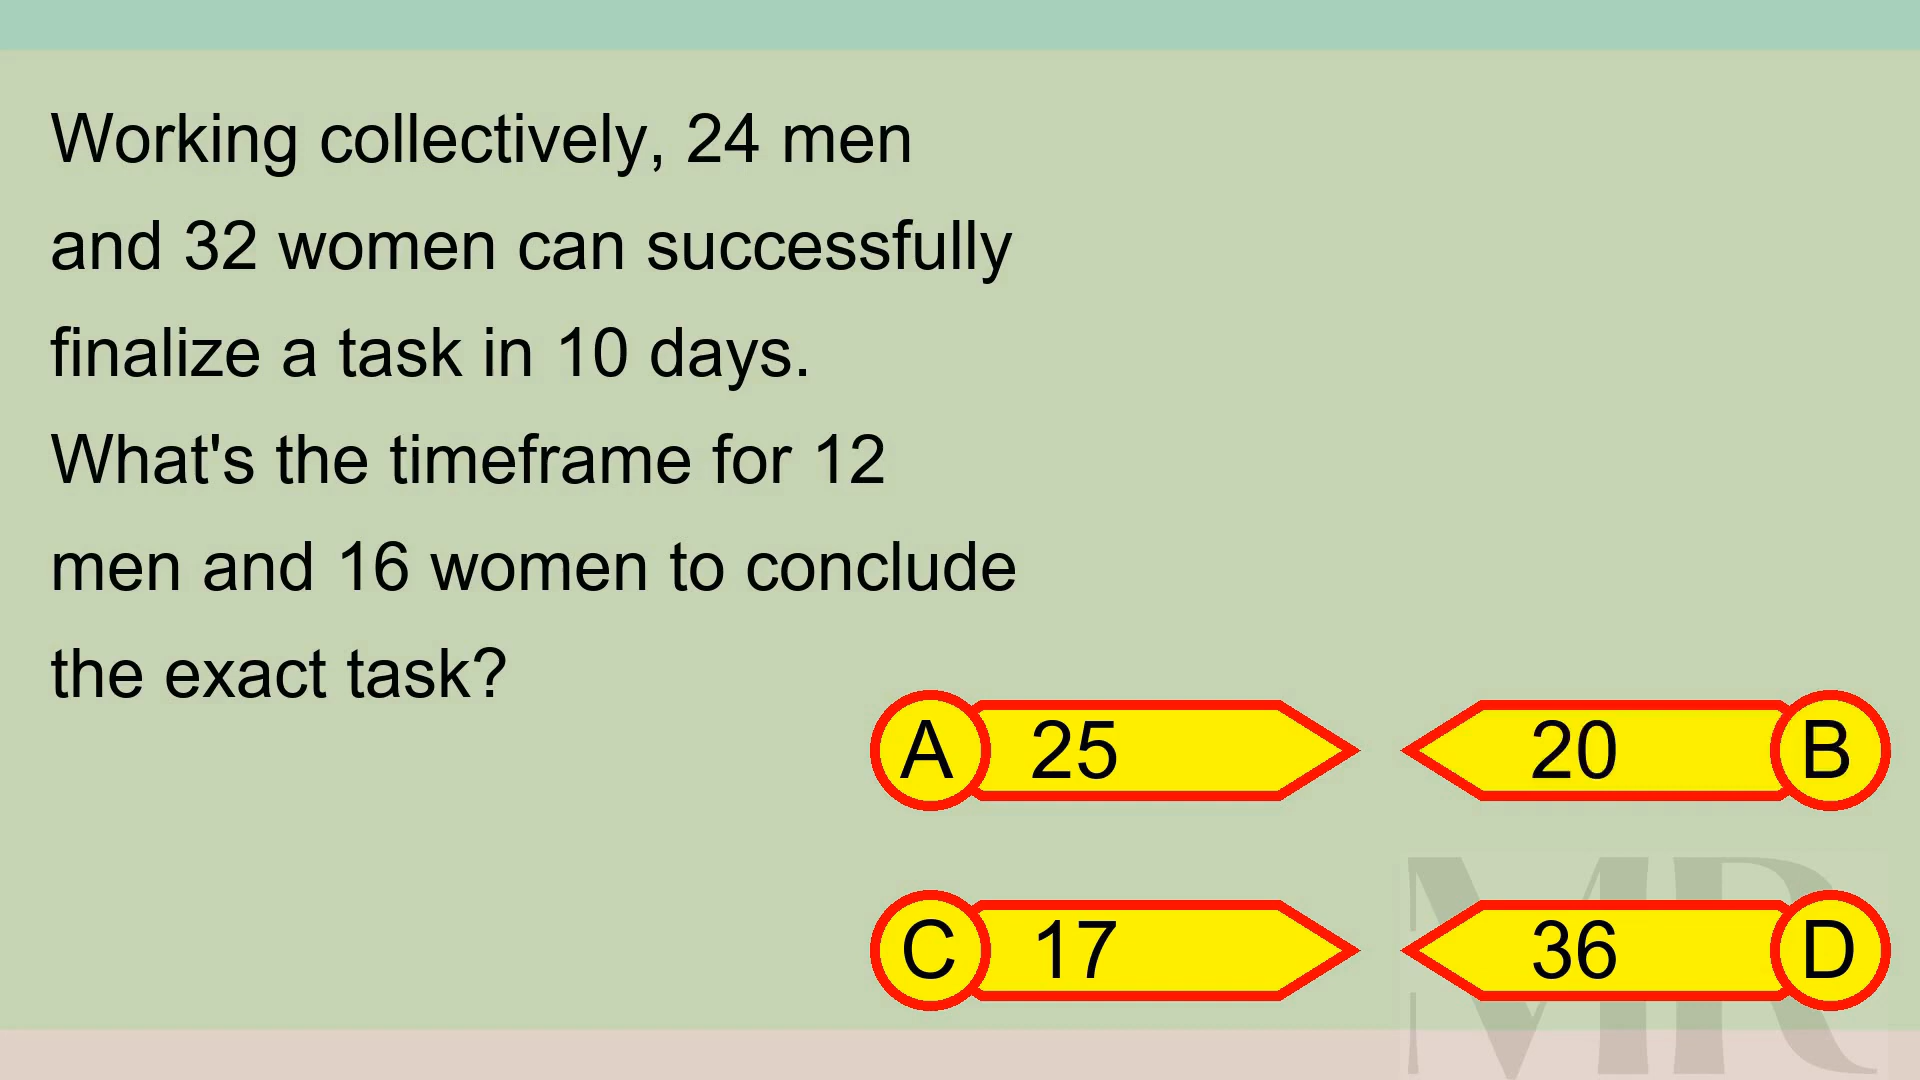 Working collectively, 24 men
and 32 women can successfully
finalize a task in 10 days.
What's the timeframe for 12
men and 16 women to conclude
the exact task?
A 25
20 B
C 17
36 D
MR